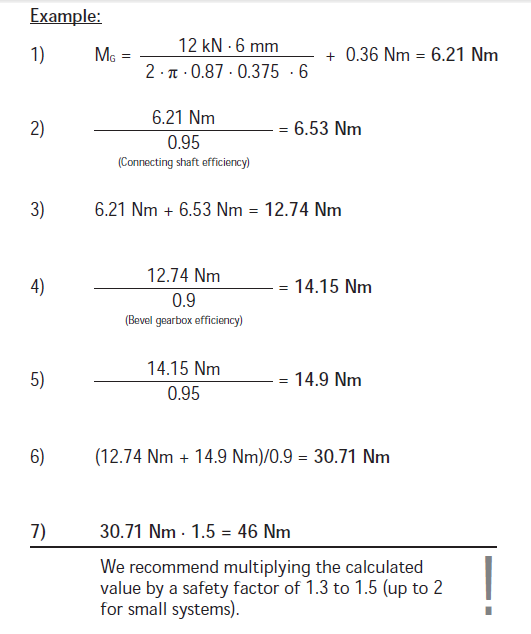 Example:
1) MG = 12 kN · 6 mm / 2 · π · 0.87 · 0.375 · 6 + 0.36 Nm = 6.21 Nm
2) 6.21 Nm / 0.95 = 6.53 Nm
(Connecting shaft efficiency)
3) 6.21 Nm + 6.53 Nm = 12.74 Nm
4) 12.74 Nm / 0.9 = 14.15 Nm
(Bevel gearbox efficiency)
5) 14.15 Nm / 0.95 = 14.9 Nm
6) (12.74 Nm + 14.9 Nm)/0.9 = 30.71 Nm
7) 30.71 Nm · 1.5 = 46 Nm
We recommend multiplying the calculated
value by a safety factor of 1.3 to 1.5 (up to 2
for small systems).
!